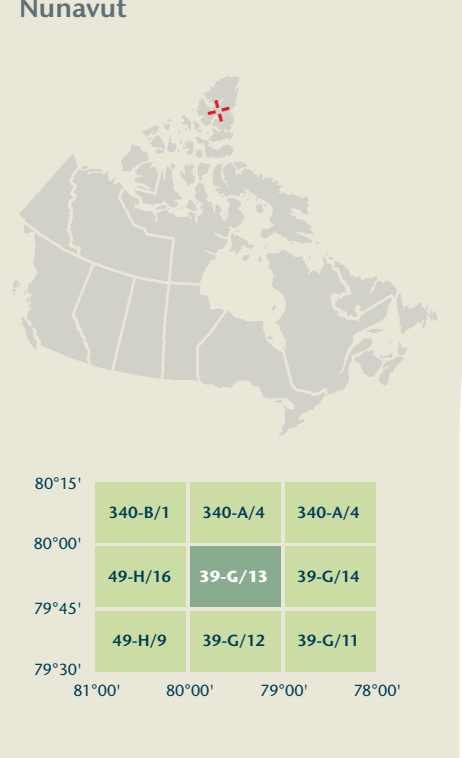 Nunavut
80°15'
340-B/1 340-A/4 340-A/4
80°00'
49-H/16 39-G/13 39-G/14
79°45'
49-H/9 39-G/12 39-G/11
79°30'
81°00' 80°00' 79°00' 78°00'